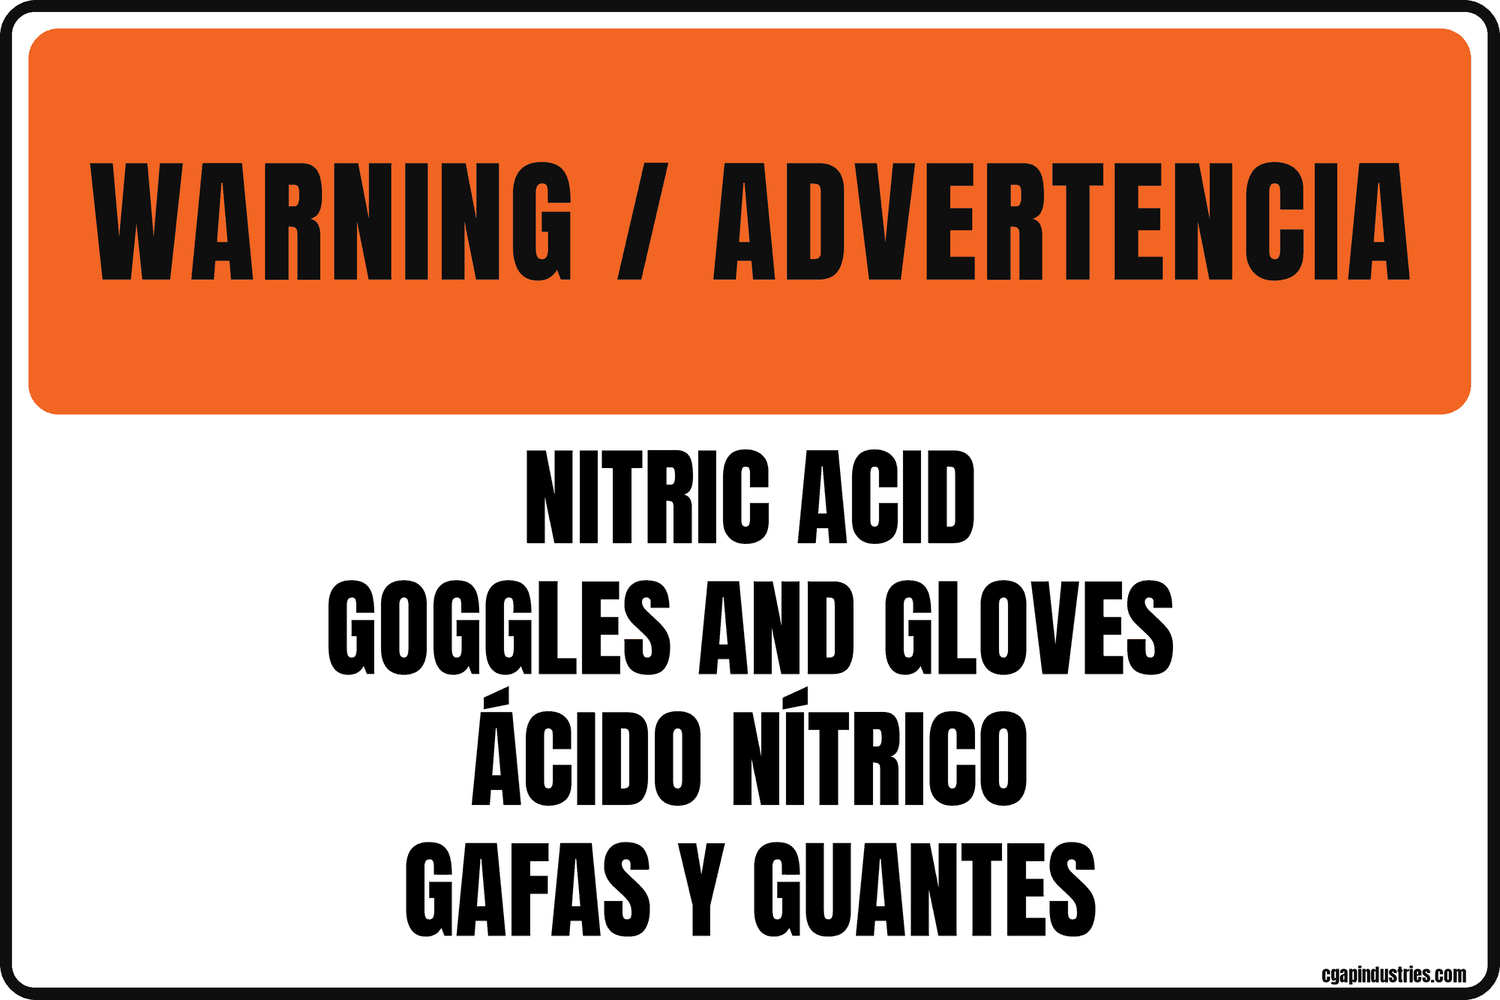 WARNING / ADVERTENCIA
NITRIC ACID
GOGGLES AND GLOVES
ÁCIDO NÍTRICO
GAFAS Y GUANTES
cgapindustries.com